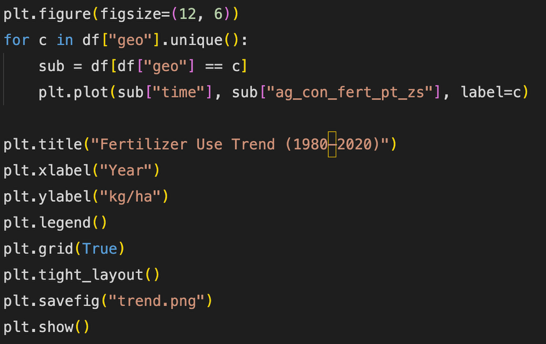 plt.figure(figsize=(12, 6))
for c in df["geo"].unique():
    sub = df[df["geo"] == c]
    plt.plot(sub["time"], sub["ag_con_fert_pt_zs"], label=c)

plt.title("Fertilizer Use Trend (1980–2020)")
plt.xlabel("Year")
plt.ylabel("kg/ha")
plt.legend()
plt.grid(True)
plt.tight_layout()
plt.savefig("trend.png")
plt.show()